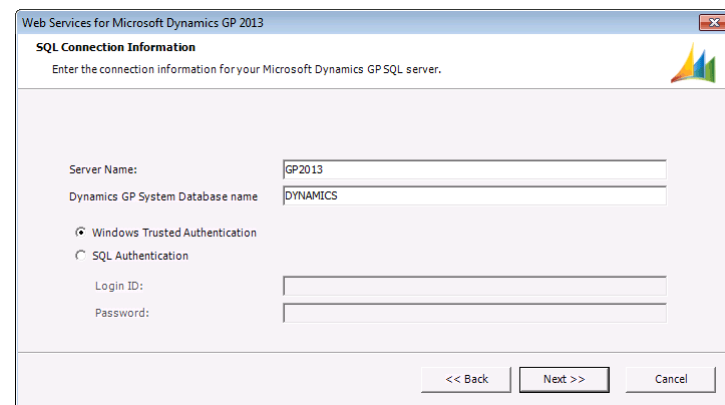 Web Services for Microsoft Dynamics GP 2013
SQL Connection Information
Enter the connection information for your Microsoft Dynamics GP SQL server.
Server Name: GP2013
Dynamics GP System Database name DYNAMICS
Windows Trusted Authentication
SQL Authentication
Login ID:
Password:
<< Back Next >> Cancel